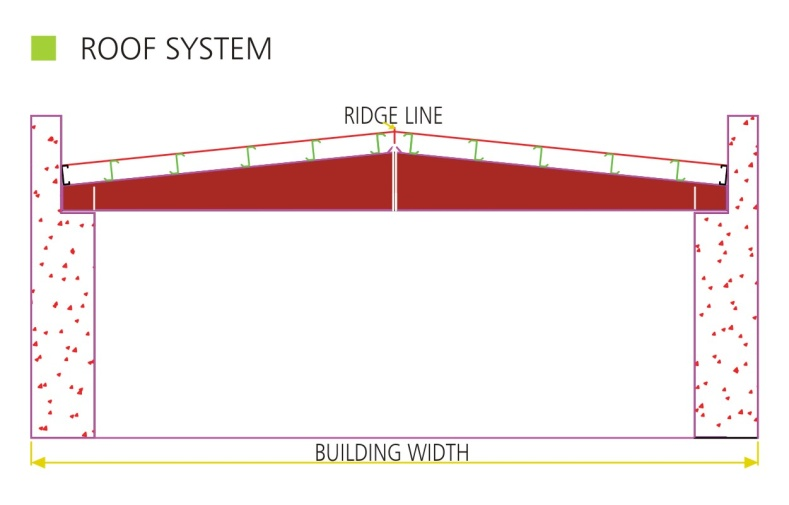 ROOF SYSTEM
RIDGE LINE
BUILDING WIDTH